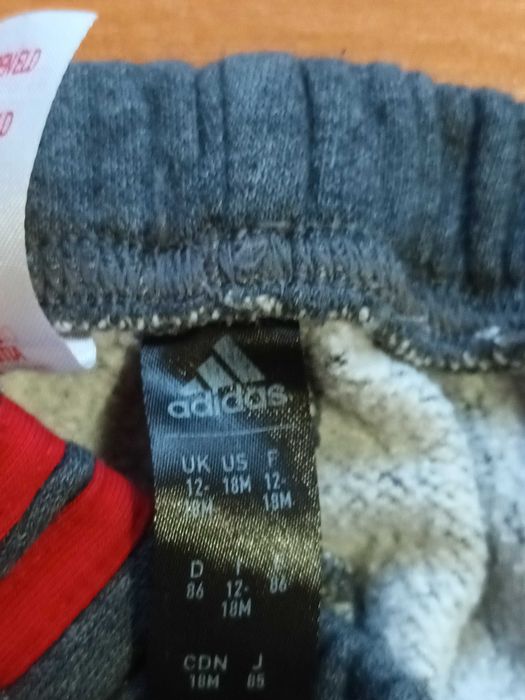 adidas
UK US F
12- 18M 12-
18M 18M
D I E
86 12- 86
18M
CDN J
18M 85